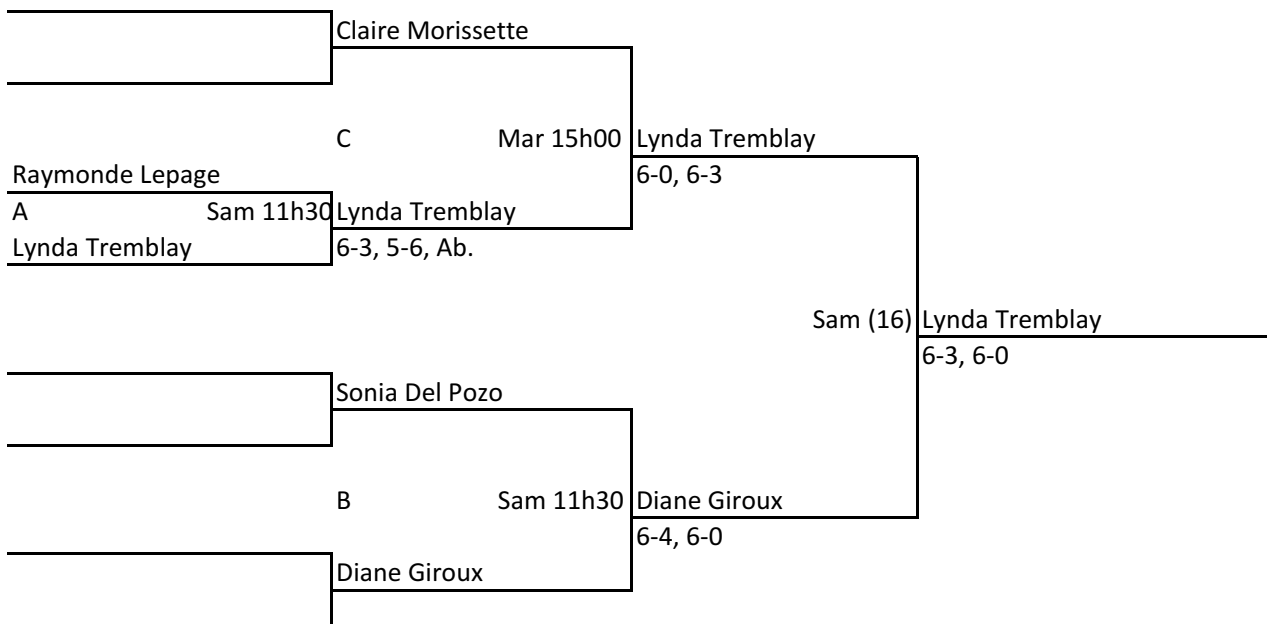 Claire Morissette
C Mar 15h00 Lynda Tremblay
Raymonde Lepage 6-0, 6-3
A Sam 11h30 Lynda Tremblay
Lynda Tremblay 6-3, 5-6, Ab.
Sam (16) Lynda Tremblay
6-3, 6-0
Sonia Del Pozo
B Sam 11h30 Diane Giroux
6-4, 6-0
Diane Giroux